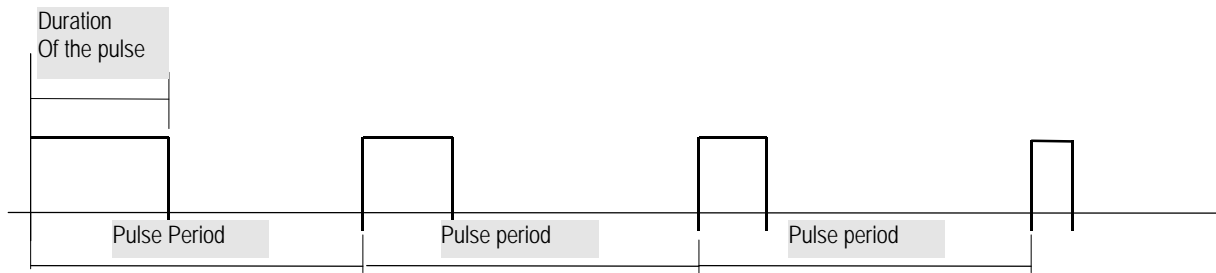 Duration
Of the pulse
Pulse Period
Pulse period
Pulse period